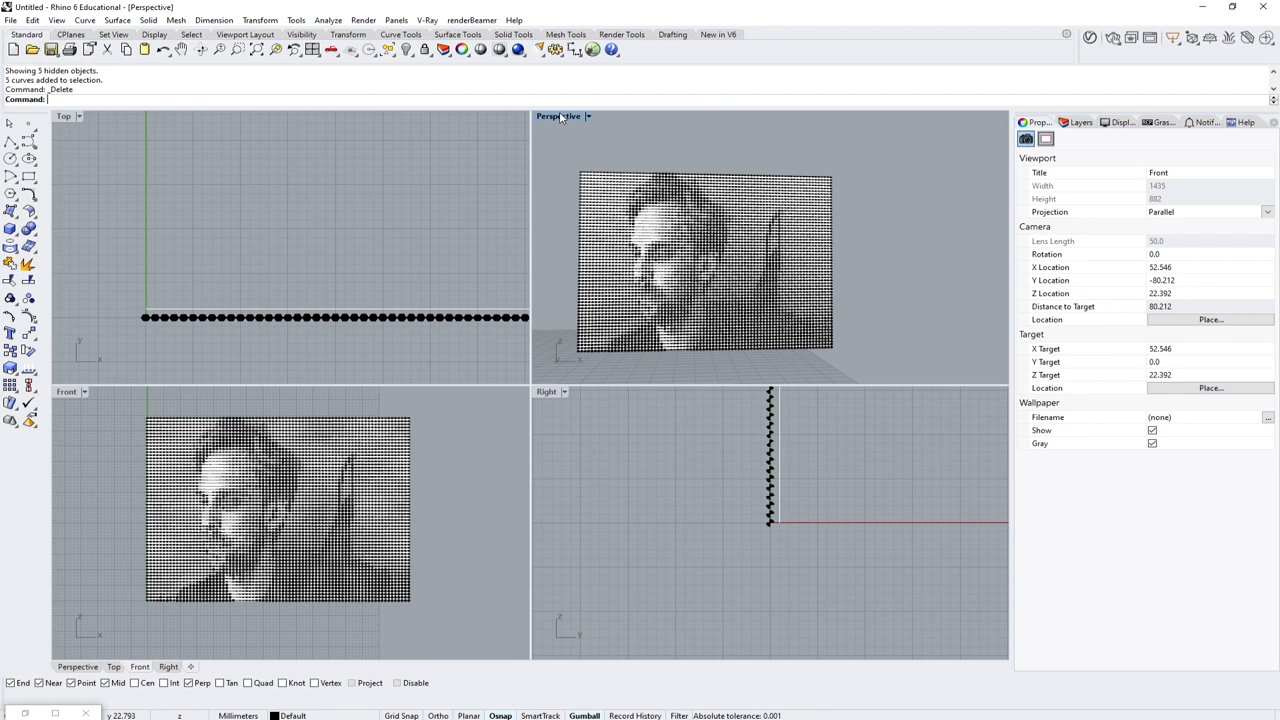 Untitled - Rhino 6 Educational - [Perspective]
File Edit View Curve Surface Solid Mesh Dimension Transform Tools Analyze Render Panels V-Ray renderBeamer Help
Standard CPlanes Set View Display Select Viewport Layout Visibility Transform Curve Tools Surface Tools Solid Tools Mesh Tools Render Tools Drafting New in V6
Showing 5 hidden objects.
5 curves added to selection.
Command: _Delete
Command:
Top
y
x
Perspective
z
y x
Front
z
x
Right
z
y
Prop... Layers Displ... Gras... Notif... Help
Viewport
Title Front
Width 1435
Height 882
Projection Parallel
Camera
Lens Length 50.0
Rotation 0.0
X Location 52.546
Y Location -80.212
Z Location 22.392
Distance to Target 80.212
Location Place...
Target
X Target 52.546
Y Target 0.0
Z Target 22.392
Location Place...
Wallpaper
Filename (none) ...
Show
Gray
Perspective Top Front Right
End Near Point Mid Cen Int Perp Tan Quad Knot Vertex Project Disable
y 22.793 z Millimeters Default Grid Snap Ortho Planar Osnap SmartTrack Gumball Record History Filter Absolute tolerance: 0.001